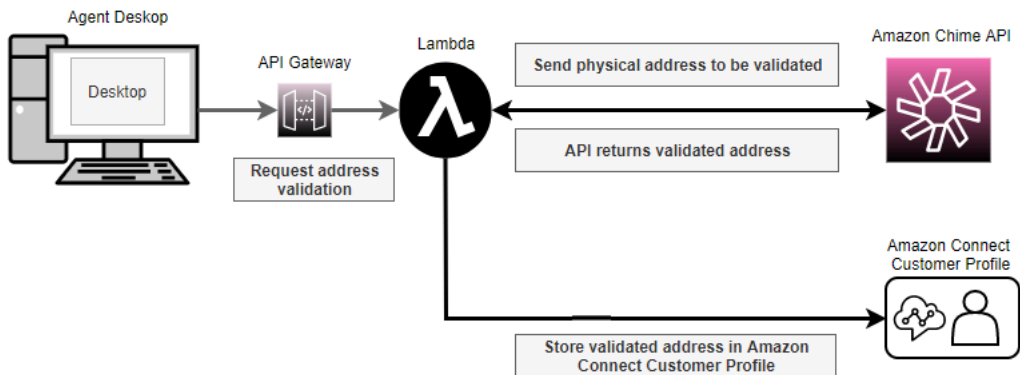 Agent Deskop
Desktop
API Gateway
Request address
validation
Lambda
Send physical address to be validated
API returns validated address
Amazon Chime API
Amazon Connect
Customer Profile
Store validated address in Amazon
Connect Customer Profile